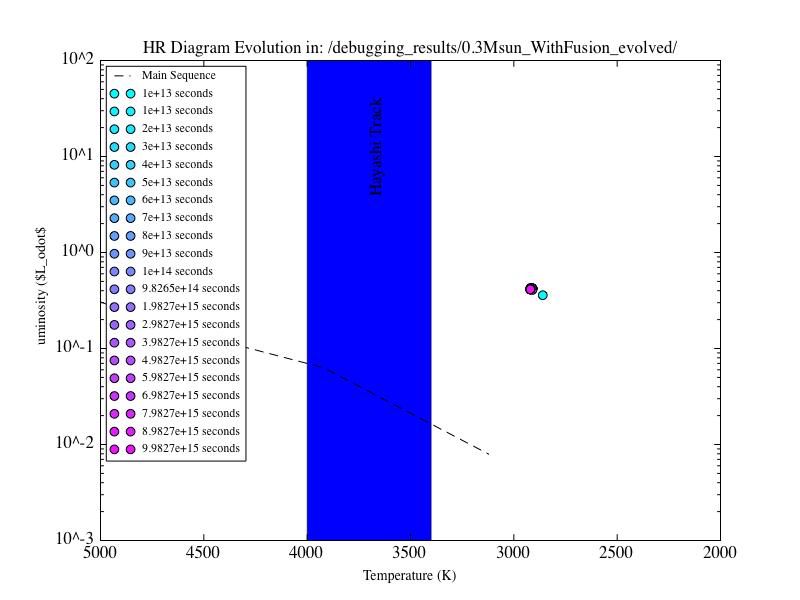 HR Diagram Evolution in: /debugging_results/0.3Msun_WithFusion_evolved/
10^2
10^1
10^0
10^-1
10^-2
10^-3
uminosity ($L_odot$
Main Sequence
1e+13 seconds
1e+13 seconds
2e+13 seconds
3e+13 seconds
4e+13 seconds
5e+13 seconds
6e+13 seconds
7e+13 seconds
8e+13 seconds
9e+13 seconds
1e+14 seconds
9.8265e+14 seconds
1.9827e+15 seconds
2.9827e+15 seconds
3.9827e+15 seconds
4.9827e+15 seconds
5.9827e+15 seconds
6.9827e+15 seconds
7.9827e+15 seconds
8.9827e+15 seconds
9.9827e+15 seconds
Hayashi Track
5000 4500 4000 3500 3000 2500 2000
Temperature (K)